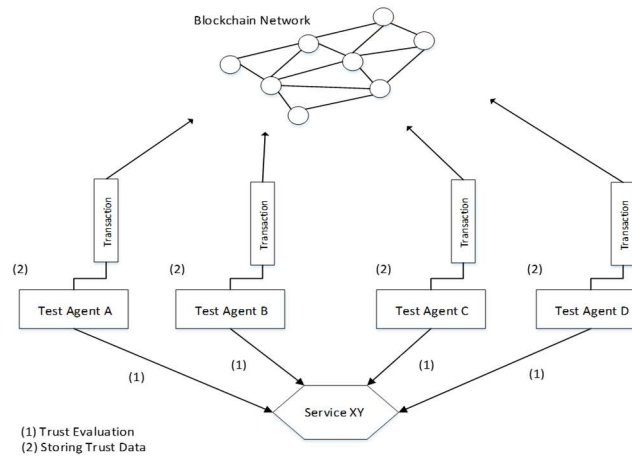 Blockchain Network
Transaction
Transaction
Transaction
Transaction
(2)
(2)
(2)
(2)
Test Agent A
Test Agent B
Test Agent C
Test Agent D
(1)
(1)
(1)
(1)
Service XY
(1) Trust Evaluation
(2) Storing Trust Data